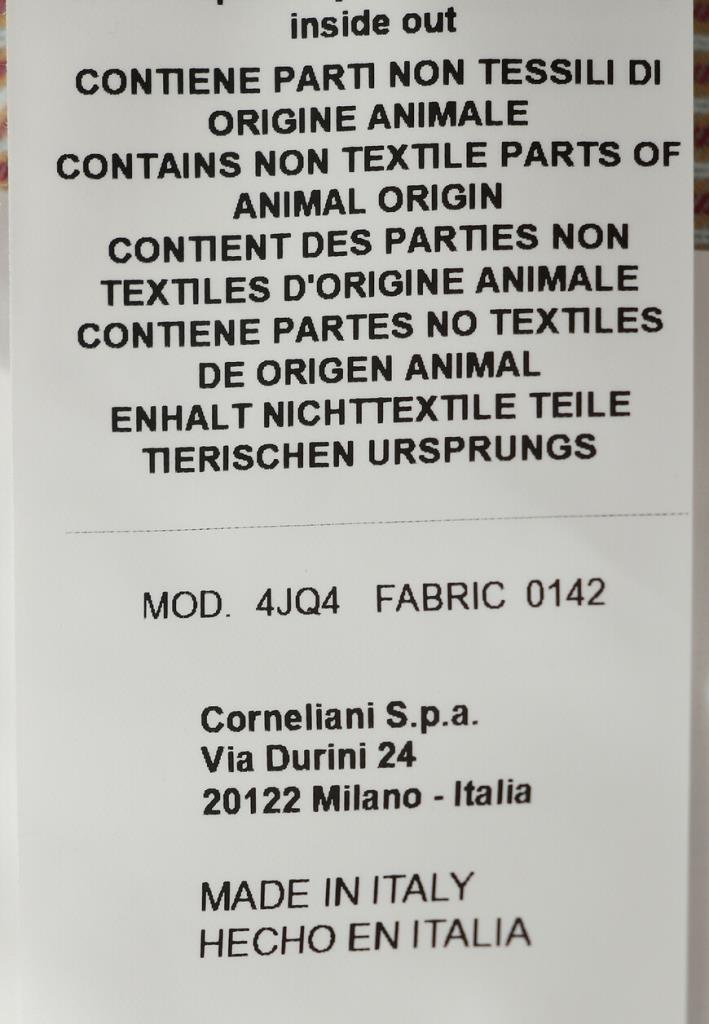 inside out
CONTIENE PARTI NON TESSILI DI
ORIGINE ANIMALE
CONTAINS NON TEXTILE PARTS OF
ANIMAL ORIGIN
CONTIENT DES PARTIES NON
TEXTILES D'ORIGINE ANIMALE
CONTIENE PARTES NO TEXTILES
DE ORIGEN ANIMAL
ENHALT NICHTTEXTILE TEILE
TIERISCHEN URSPRUNGS
MOD. 4JQ4 FABRIC 0142
Corneliani S.p.a.
Via Durini 24
20122 Milano - Italia
MADE IN ITALY
HECHO EN ITALIA